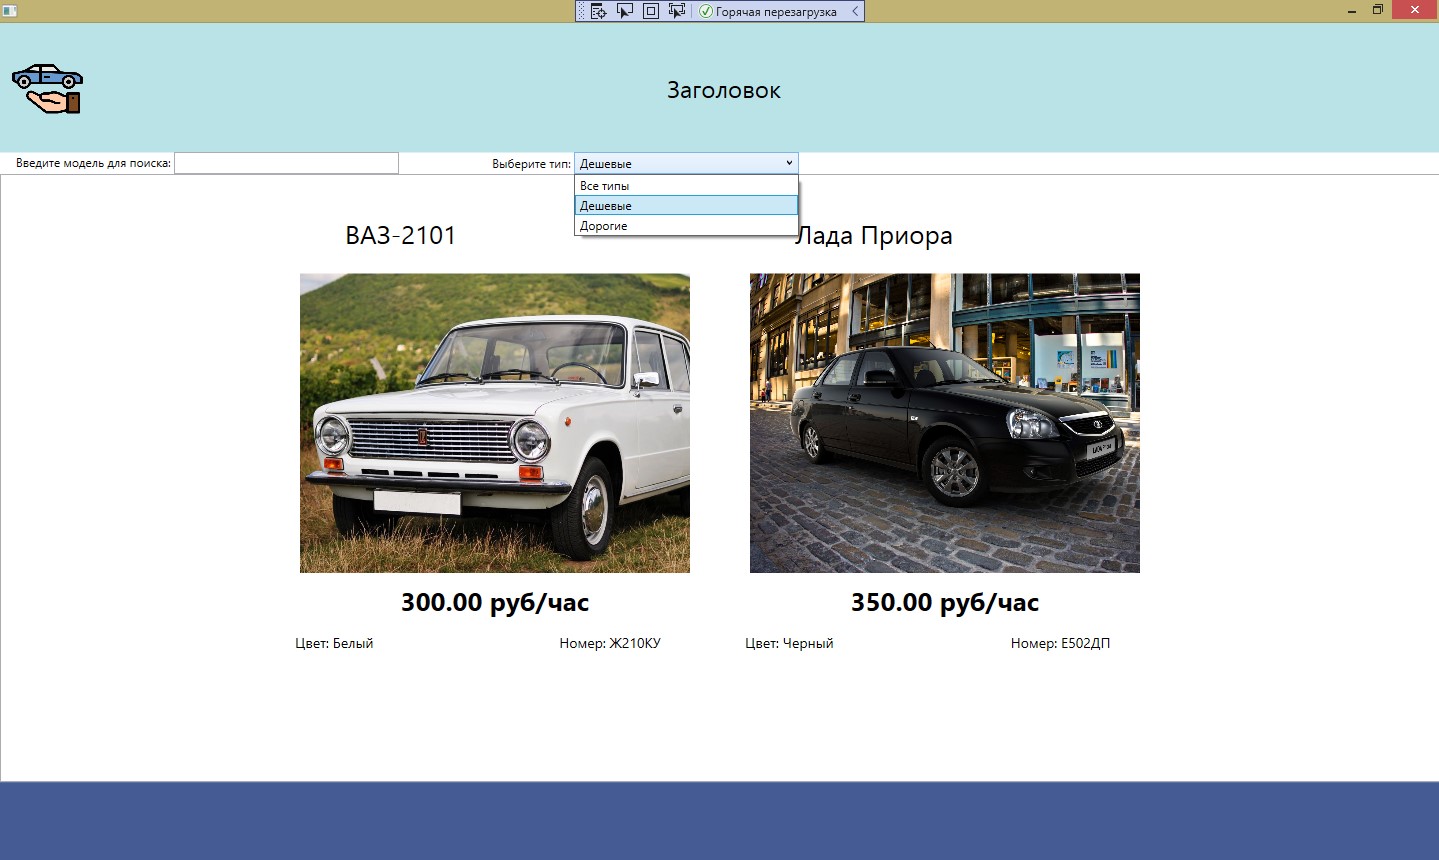 Горячая перезагрузка
Заголовок
Введите модель для поиска:
Выберите тип: Дешевые
Все типы
Дешевые
Дорогие
ВАЗ-2101
Лада Приора
300.00 руб/час
350.00 руб/час
Цвет: Белый
Номер: Ж210КУ
Цвет: Черный
Номер: Е502ДП